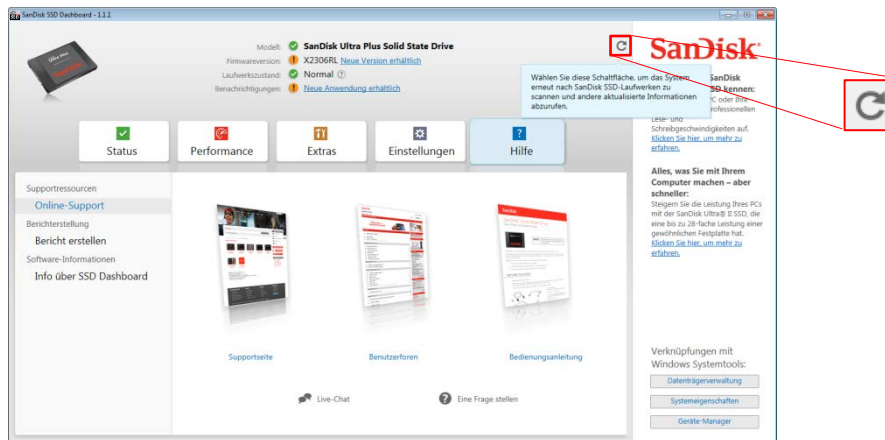 SanDisk SSD Dashboard - 1.1.1
Modell: SanDisk Ultra Plus Solid State Drive
Firmwareversion: X2306RL Neue Version erhältlich
Laufwerkszustand: Normal
Benachrichtigungen: Neue Anwendung erhältlich
SanDisk
Wählen Sie diese Schaltfläche, um das System
erneut nach SanDisk SSD-Laufwerken zu
scannen und andere aktualisierte Informationen
abzurufen.
SanDisk
SSD kennen:
PC oder Ihre
professionellen
Lese- und
Schreibgeschwindigkeiten auf.
Klicken Sie hier, um mehr zu
erfahren.
Status
Performance
Extras
Einstellungen
Hilfe
Alles, was Sie mit Ihrem
Computer machen – aber
schneller:
Steigern Sie die Leistung Ihres PCs
mit der SanDisk Ultra® II SSD, die
eine bis zu 28-fache Leistung einer
gewöhnlichen Festplatte hat.
Klicken Sie hier, um mehr zu
erfahren.
Supportressourcen
Online-Support
Berichterstellung
Bericht erstellen
Software-Informationen
Info über SSD Dashboard
Supportseite
Benutzerforen
Bedienungsanleitung
Live-Chat
Eine Frage stellen
Verknüpfungen mit
Windows Systemtools:
Datenträgerverwaltung
Systemeigenschaften
Geräte-Manager